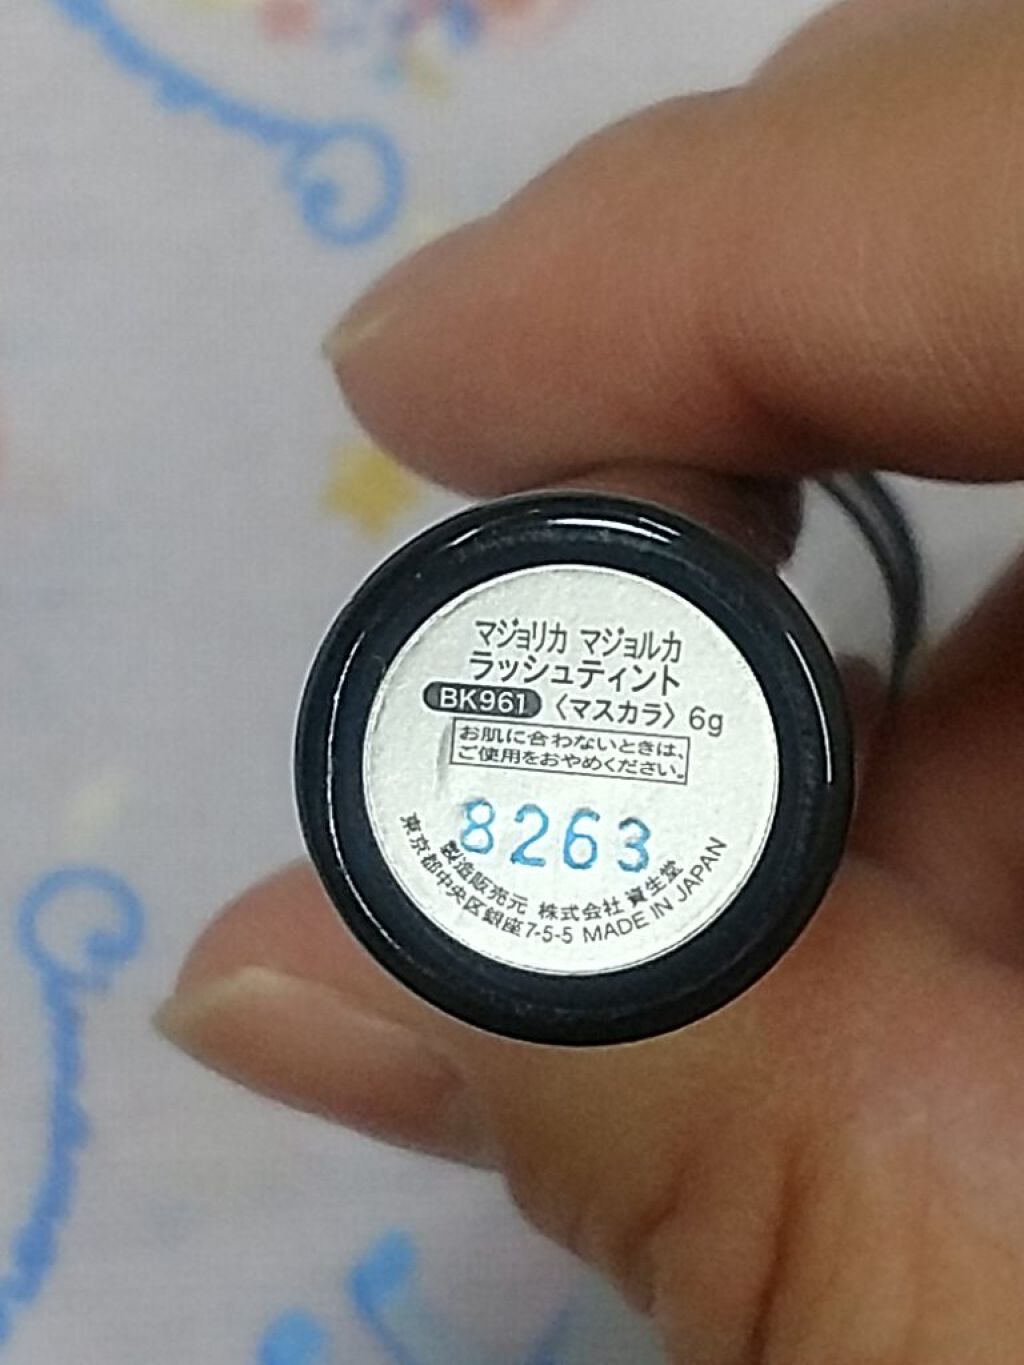 マジョリカ マジョルカ
ラッシュティント
BK961 〈マスカラ〉 6g
お肌に合わないときは、
ご使用をおやめください。
8263
製造販売元 株式会社 資生堂
東京都中央区銀座7-5-5 MADE IN JAPAN